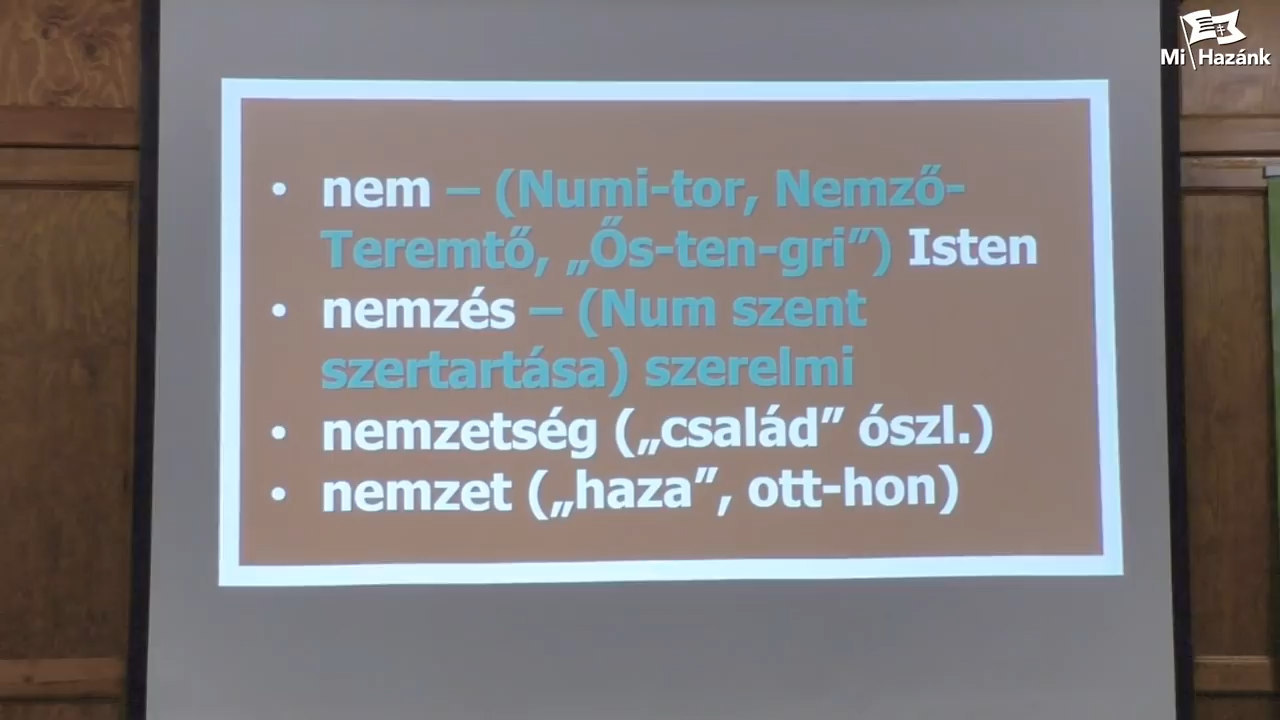 Mi Hazánk
• nem – (Numi-tor, Nemző-
Teremtő, „Ős-ten-gri”) Isten
• nemzés – (Num szent
szertartása) szerelmi
• nemzetség („család” ószl.)
• nemzet („haza”, ott-hon)